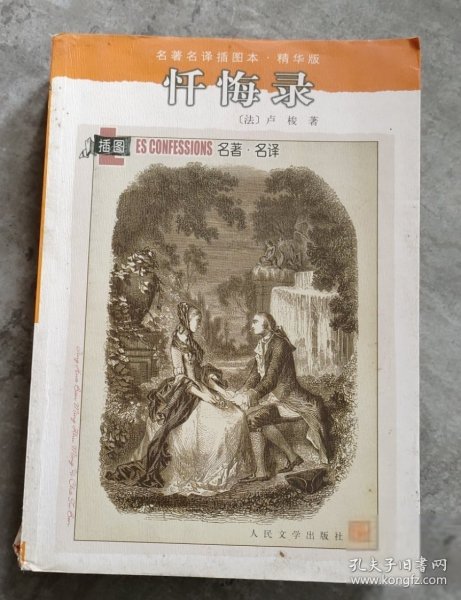 名著名译插图本·精华版
忏悔录
〔法〕卢 梭 著
插图 LES CONFESSIONS 名著·名译
人民文学出版社
孔夫子旧书网
www.kongfz.com